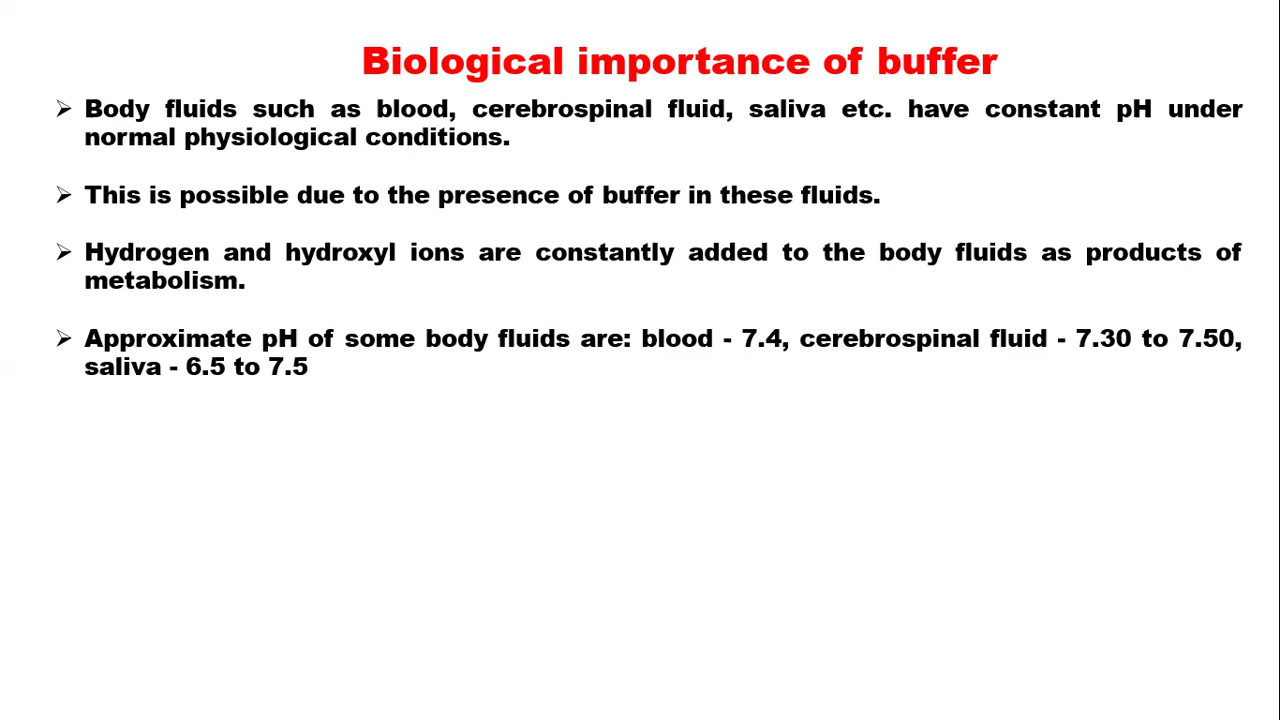 Biological importance of buffer
➢ Body fluids such as blood, cerebrospinal fluid, saliva etc. have constant pH under
normal physiological conditions.
➢ This is possible due to the presence of buffer in these fluids.
➢ Hydrogen and hydroxyl ions are constantly added to the body fluids as products of
metabolism.
➢ Approximate pH of some body fluids are: blood - 7.4, cerebrospinal fluid - 7.30 to 7.50,
saliva - 6.5 to 7.5